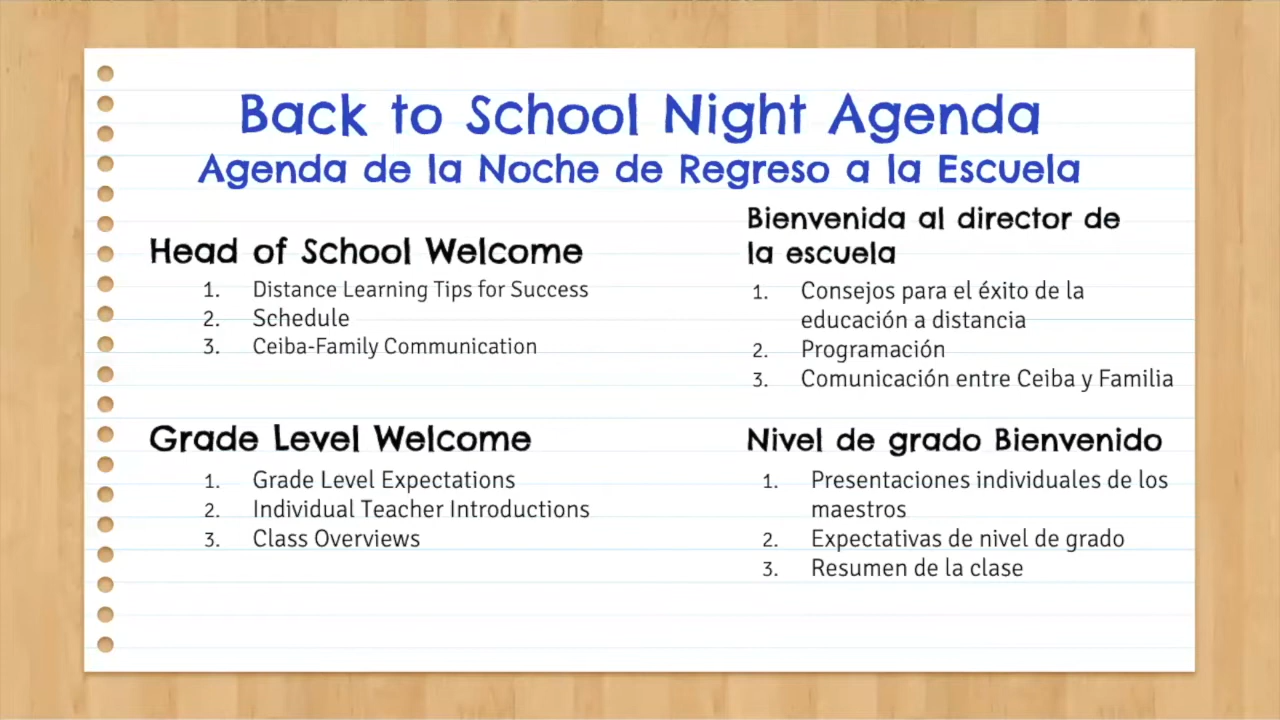 Back to School Night Agenda
Agenda de la Noche de Regreso a la Escuela
Head of School Welcome
1. Distance Learning Tips for Success
2. Schedule
3. Ceiba-Family Communication
Grade Level Welcome
1. Grade Level Expectations
2. Individual Teacher Introductions
3. Class Overviews
Bienvenida al director de
la escuela
1. Consejos para el éxito de la
educación a distancia
2. Programación
3. Comunicación entre Ceiba y Familia
Nivel de grado Bienvenido
1. Presentaciones individuales de los
maestros
2. Expectativas de nivel de grado
3. Resumen de la clase